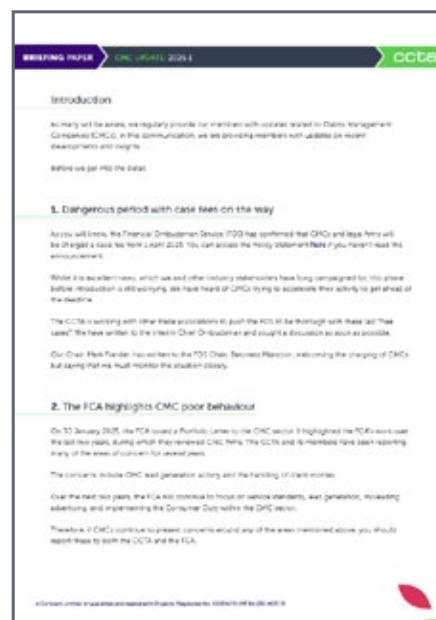 BRIEFING PAPER
CMC UPDATE 2025-1
ccta
Introduction
As many will be aware, we regularly provide our members with updates related to Claims Management
Companies (CMCs). In this communication, we are providing members with updates on recent
developments and insights.
Before we get into the detail.
1. Dangerous period with case fees on the way
As you will know, the Financial Ombudsman Service (FOS) has confirmed that CMCs and legal firms will
be charged a case fee from 1 April 2025. You can access the Policy Statement here if you haven't read the
announcement.
Whilst it is excellent news, which we and other industry stakeholders have long campaigned for, this phase
before introduction is still worrying. We have heard of CMCs trying to accelerate their activity to get ahead of
the deadline.
The CCTA is working with other trade associations to push the FOS to be thorough with these last "free
cases". We have written to the Interim Chief Ombudsman and sought a discussion as soon as possible.
Our Chair, Mark Fiander, has written to the FOS Chair, Baroness Manzoor, welcoming the charging of CMCs
but saying that we must monitor the situation closely.
2. The FCA highlights CMC poor behaviour
On 30 January 2025, the FCA issued a Portfolio Letter to the CMC sector. It highlighted the FCA's work over
the last two years, during which they reviewed CMC firms. The CCTA and its members have been reporting
many of the areas of concern for several years.
The concerns include CMC lead generation activity and the handling of client monies.
Over the next two years, the FCA will continue to focus on service standards, lead generation, misleading
advertising, and implementing the Consumer Duty within the CMC sector.
Therefore, if CMCs continue to present concerns around any of the areas mentioned above, you should
report these to both the CCTA and the FCA.